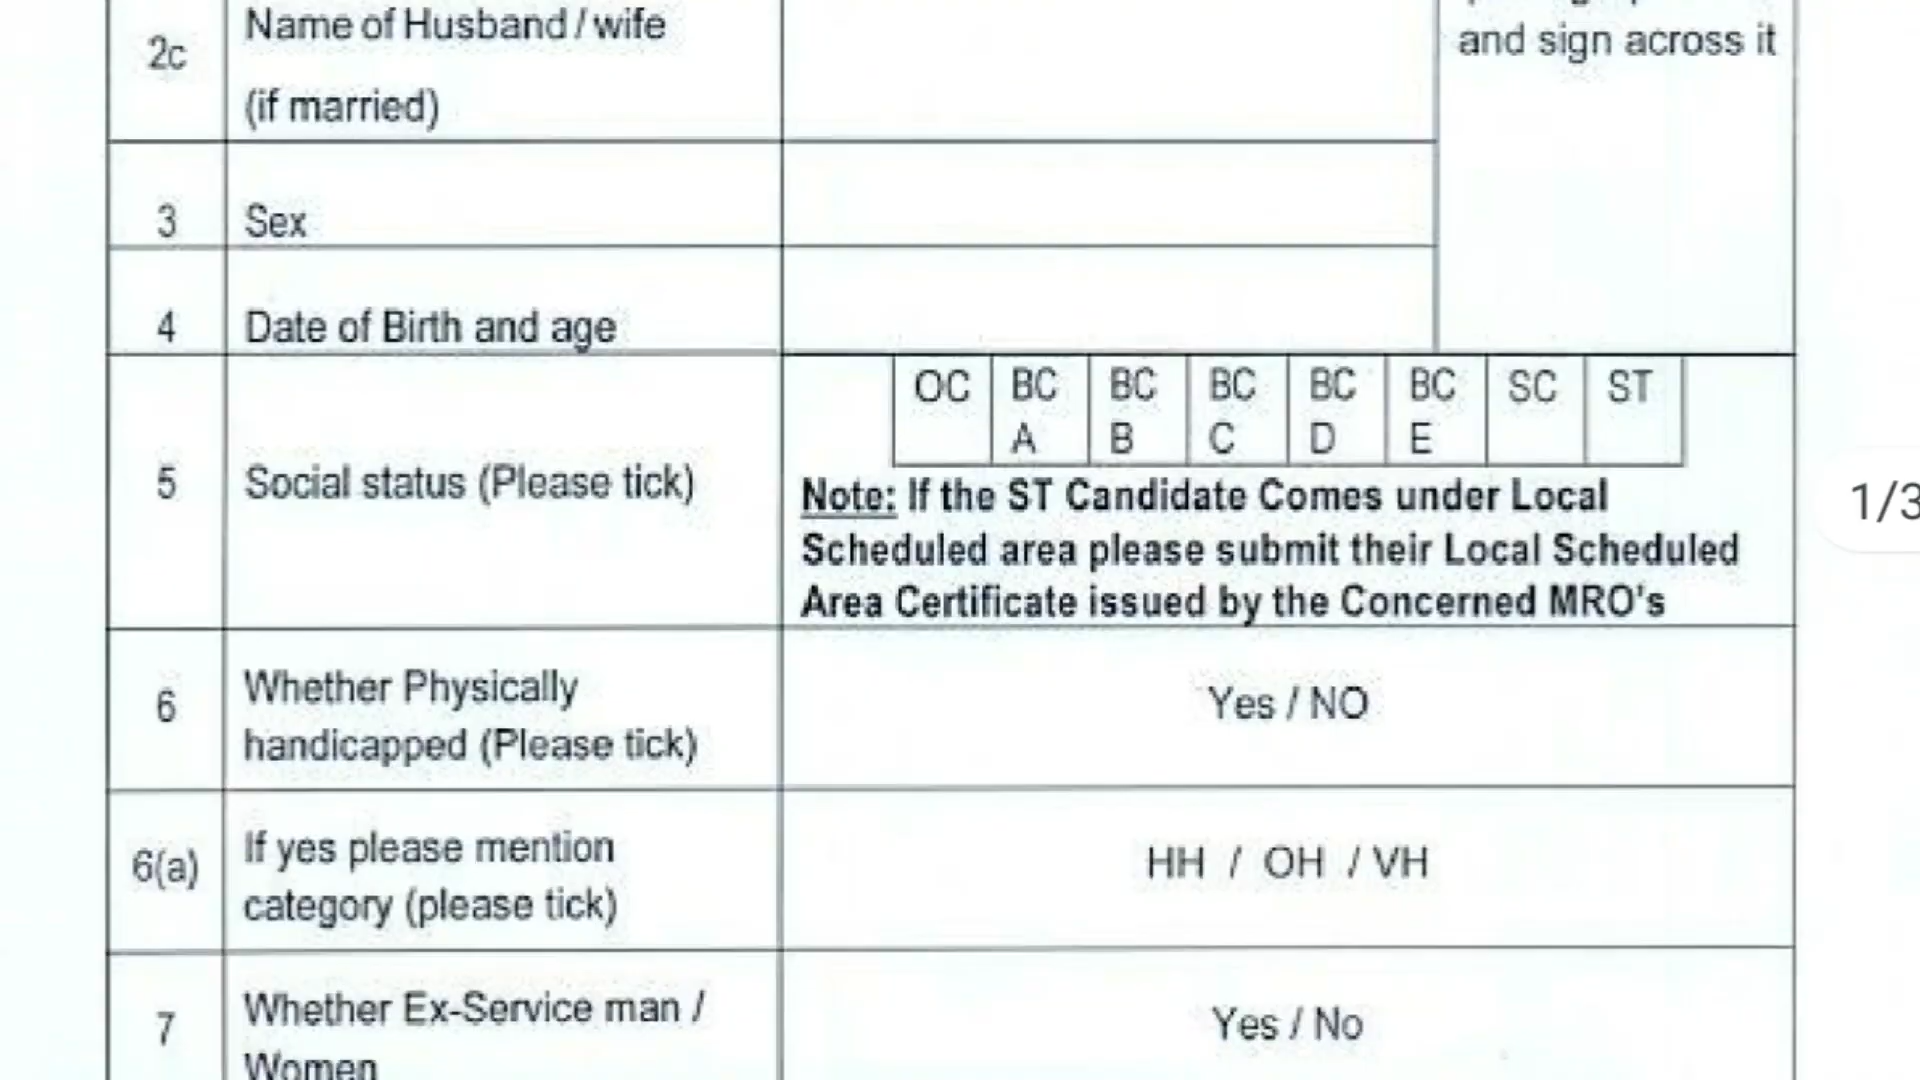 and sign across it
2c
Name of Husband / wife
(if married)
3
Sex
4
Date of Birth and age
5
Social status (Please tick)
OC
BC
A
BC
B
BC
C
BC
D
BC
E
SC
ST
Note: If the ST Candidate Comes under Local
Scheduled area please submit their Local Scheduled
Area Certificate issued by the Concerned MRO's
6
Whether Physically
handicapped (Please tick)
Yes / NO
6(a)
If yes please mention
category (please tick)
HH / OH / VH
7
Whether Ex-Service man /
Women
Yes / No
1/3